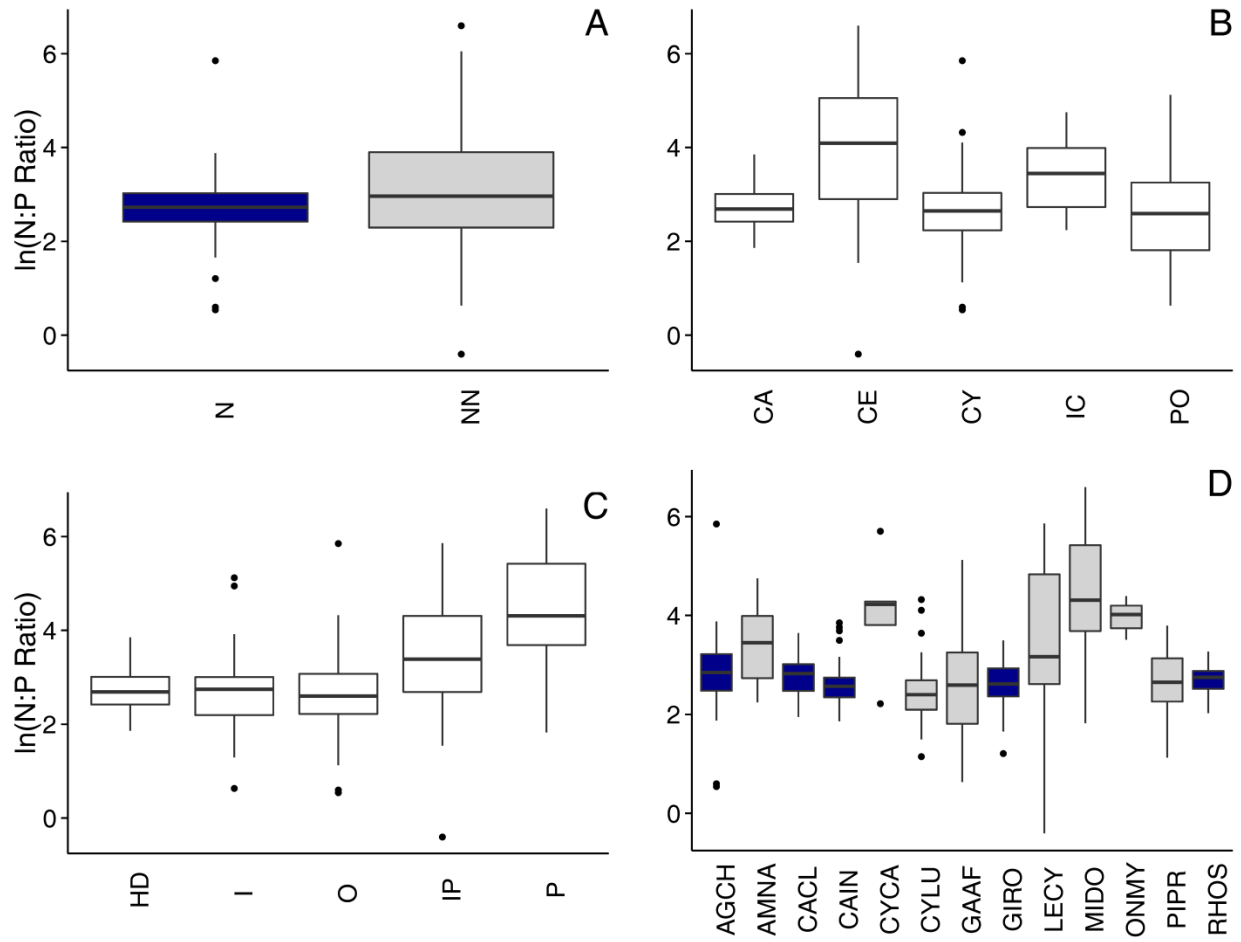 A
ln(N:P Ratio)
6
4
2
0
N
NN
B
6
4
2
0
CA
CE
CY
IC
PO
C
ln(N:P Ratio)
6
4
2
0
HD
I
O
IP
P
D
6
4
2
0
AGCH
AMNA
CACL
CAIN
CYCA
CYLU
GAAF
GIRO
LECY
MIDO
ONMY
PIPR
RHOS